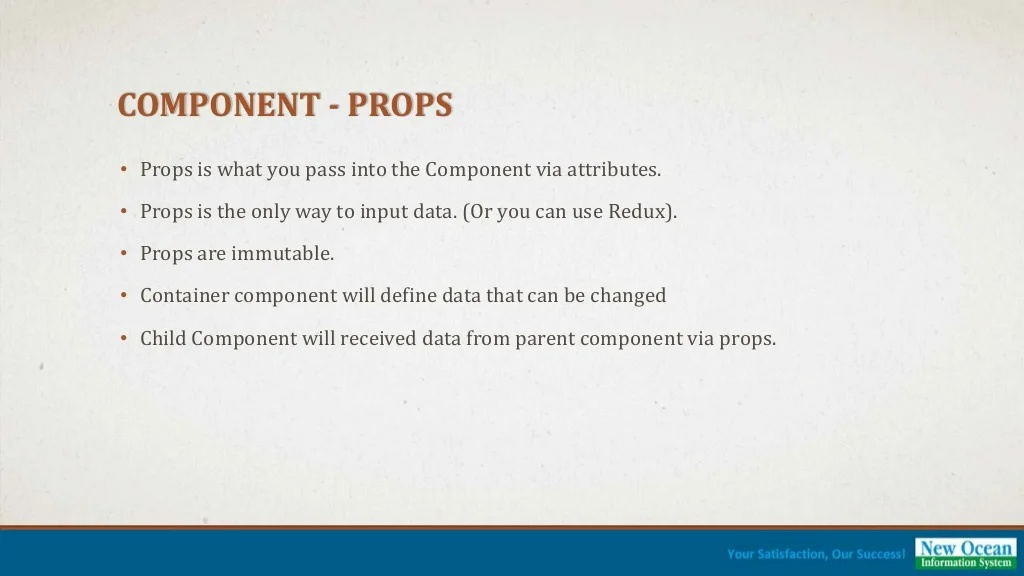 COMPONENT - PROPS
• Props is what you pass into the Component via attributes.
• Props is the only way to input data. (Or you can use Redux).
• Props are immutable.
• Container component will define data that can be changed
• Child Component will received data from parent component via props.
Your Satisfaction, Our Success!
New Ocean
Information System